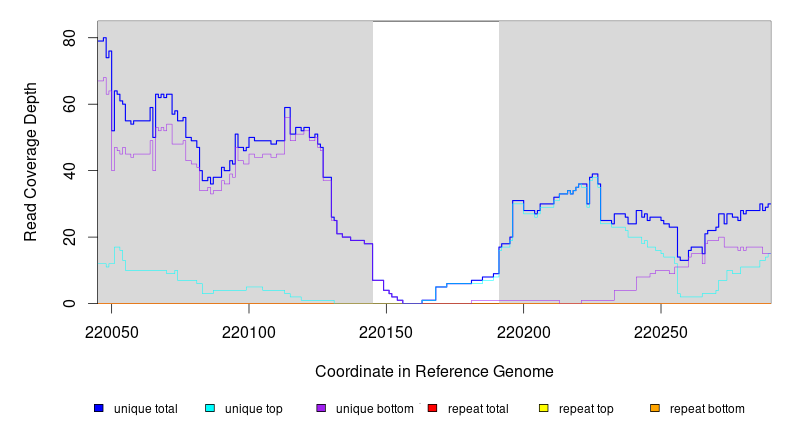 Read Coverage Depth
80
60
40
20
0
220050 220100 220150 220200 220250
Coordinate in Reference Genome
unique total unique top unique bottom repeat total repeat top repeat bottom